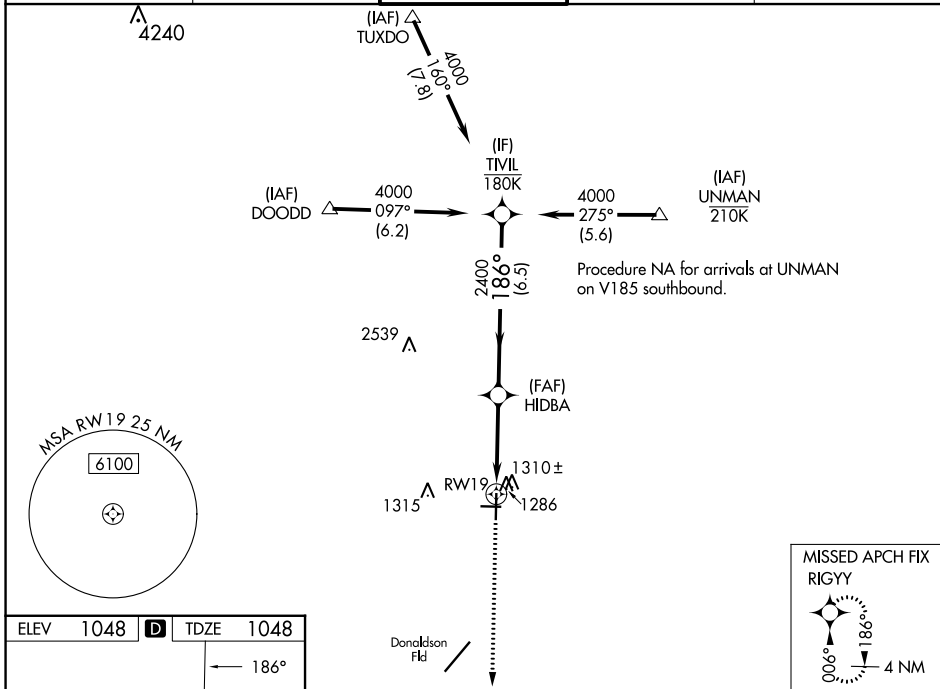 4240
(IAF)
TUXDO
4000
160°
(7.8)
(IF)
TIVIL
180K
(IAF)
DOODD
4000
097°
(6.2)
4000
275°
(5.6)
(IAF)
UNMAN
210K
2400
186°
(6.5)
Procedure NA for arrivals at UNMAN
on V185 southbound.
2539
(FAF)
HIDBA
MSA RW19 25 NM
6100
RW19
1310 ±
1315
1286
MISSED APCH FIX
RIGYY
006°
186°
4 NM
ELEV 1048 D TDZE 1048
186°
Donaldson
Fld